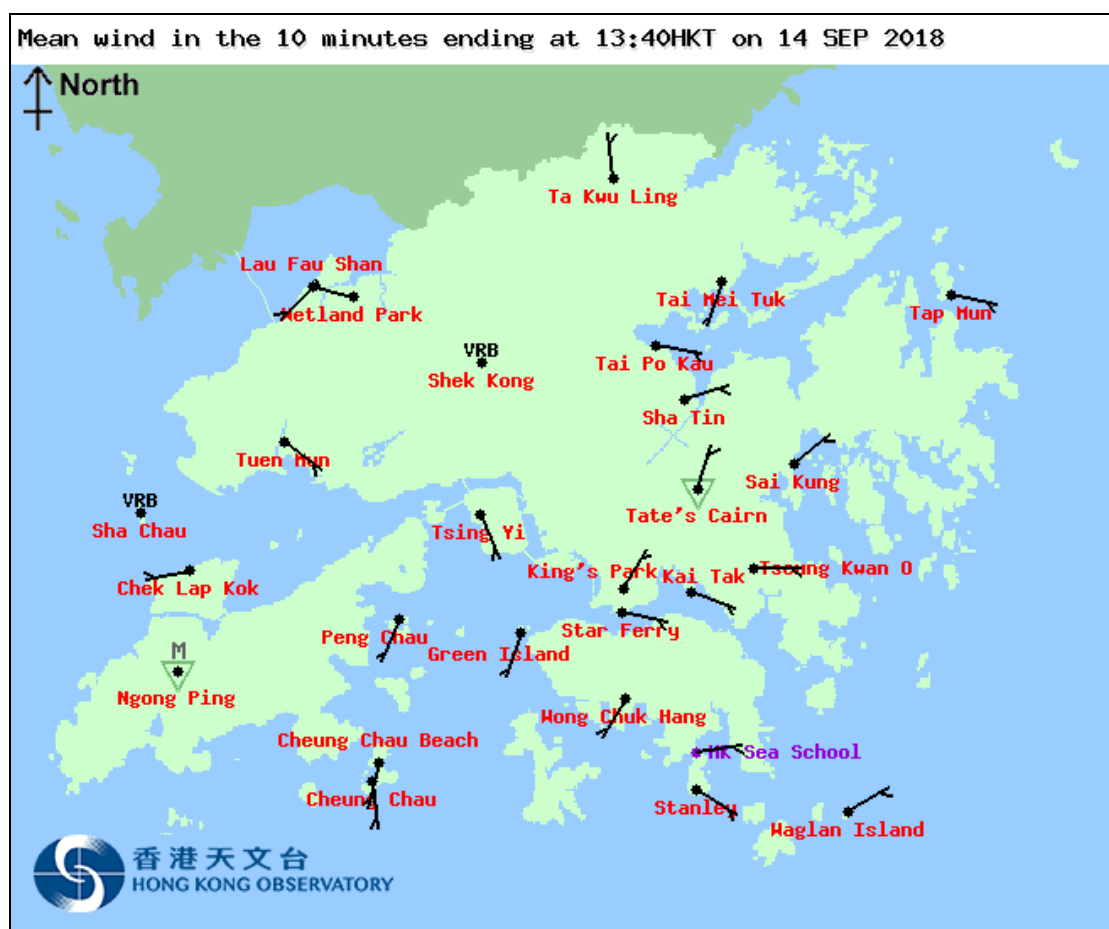 Mean wind in the 10 minutes ending at 13:40HKT on 14 SEP 2018
North
Ta Kwu Ling
Lau Fau Shan
Wetland Park
Tai Mei Tuk
Tap Mun
VRB
Shek Kong
Tai Po Kau
Sha Tin
Tuen Mun
Sai Kung
VRB
Sha Chau
Tate's Cairn
Tsing Yi
Chek Lap Kok
King's Park
Kai Tak
Tseung Kwan O
Peng Chau
Star Ferry
Green Island
M
Ngong Ping
Wong Chuk Hang
Cheung Chau Beach
HK Sea School
Cheung Chau
Stanley
Waglan Island
香港天文台
HONG KONG OBSERVATORY